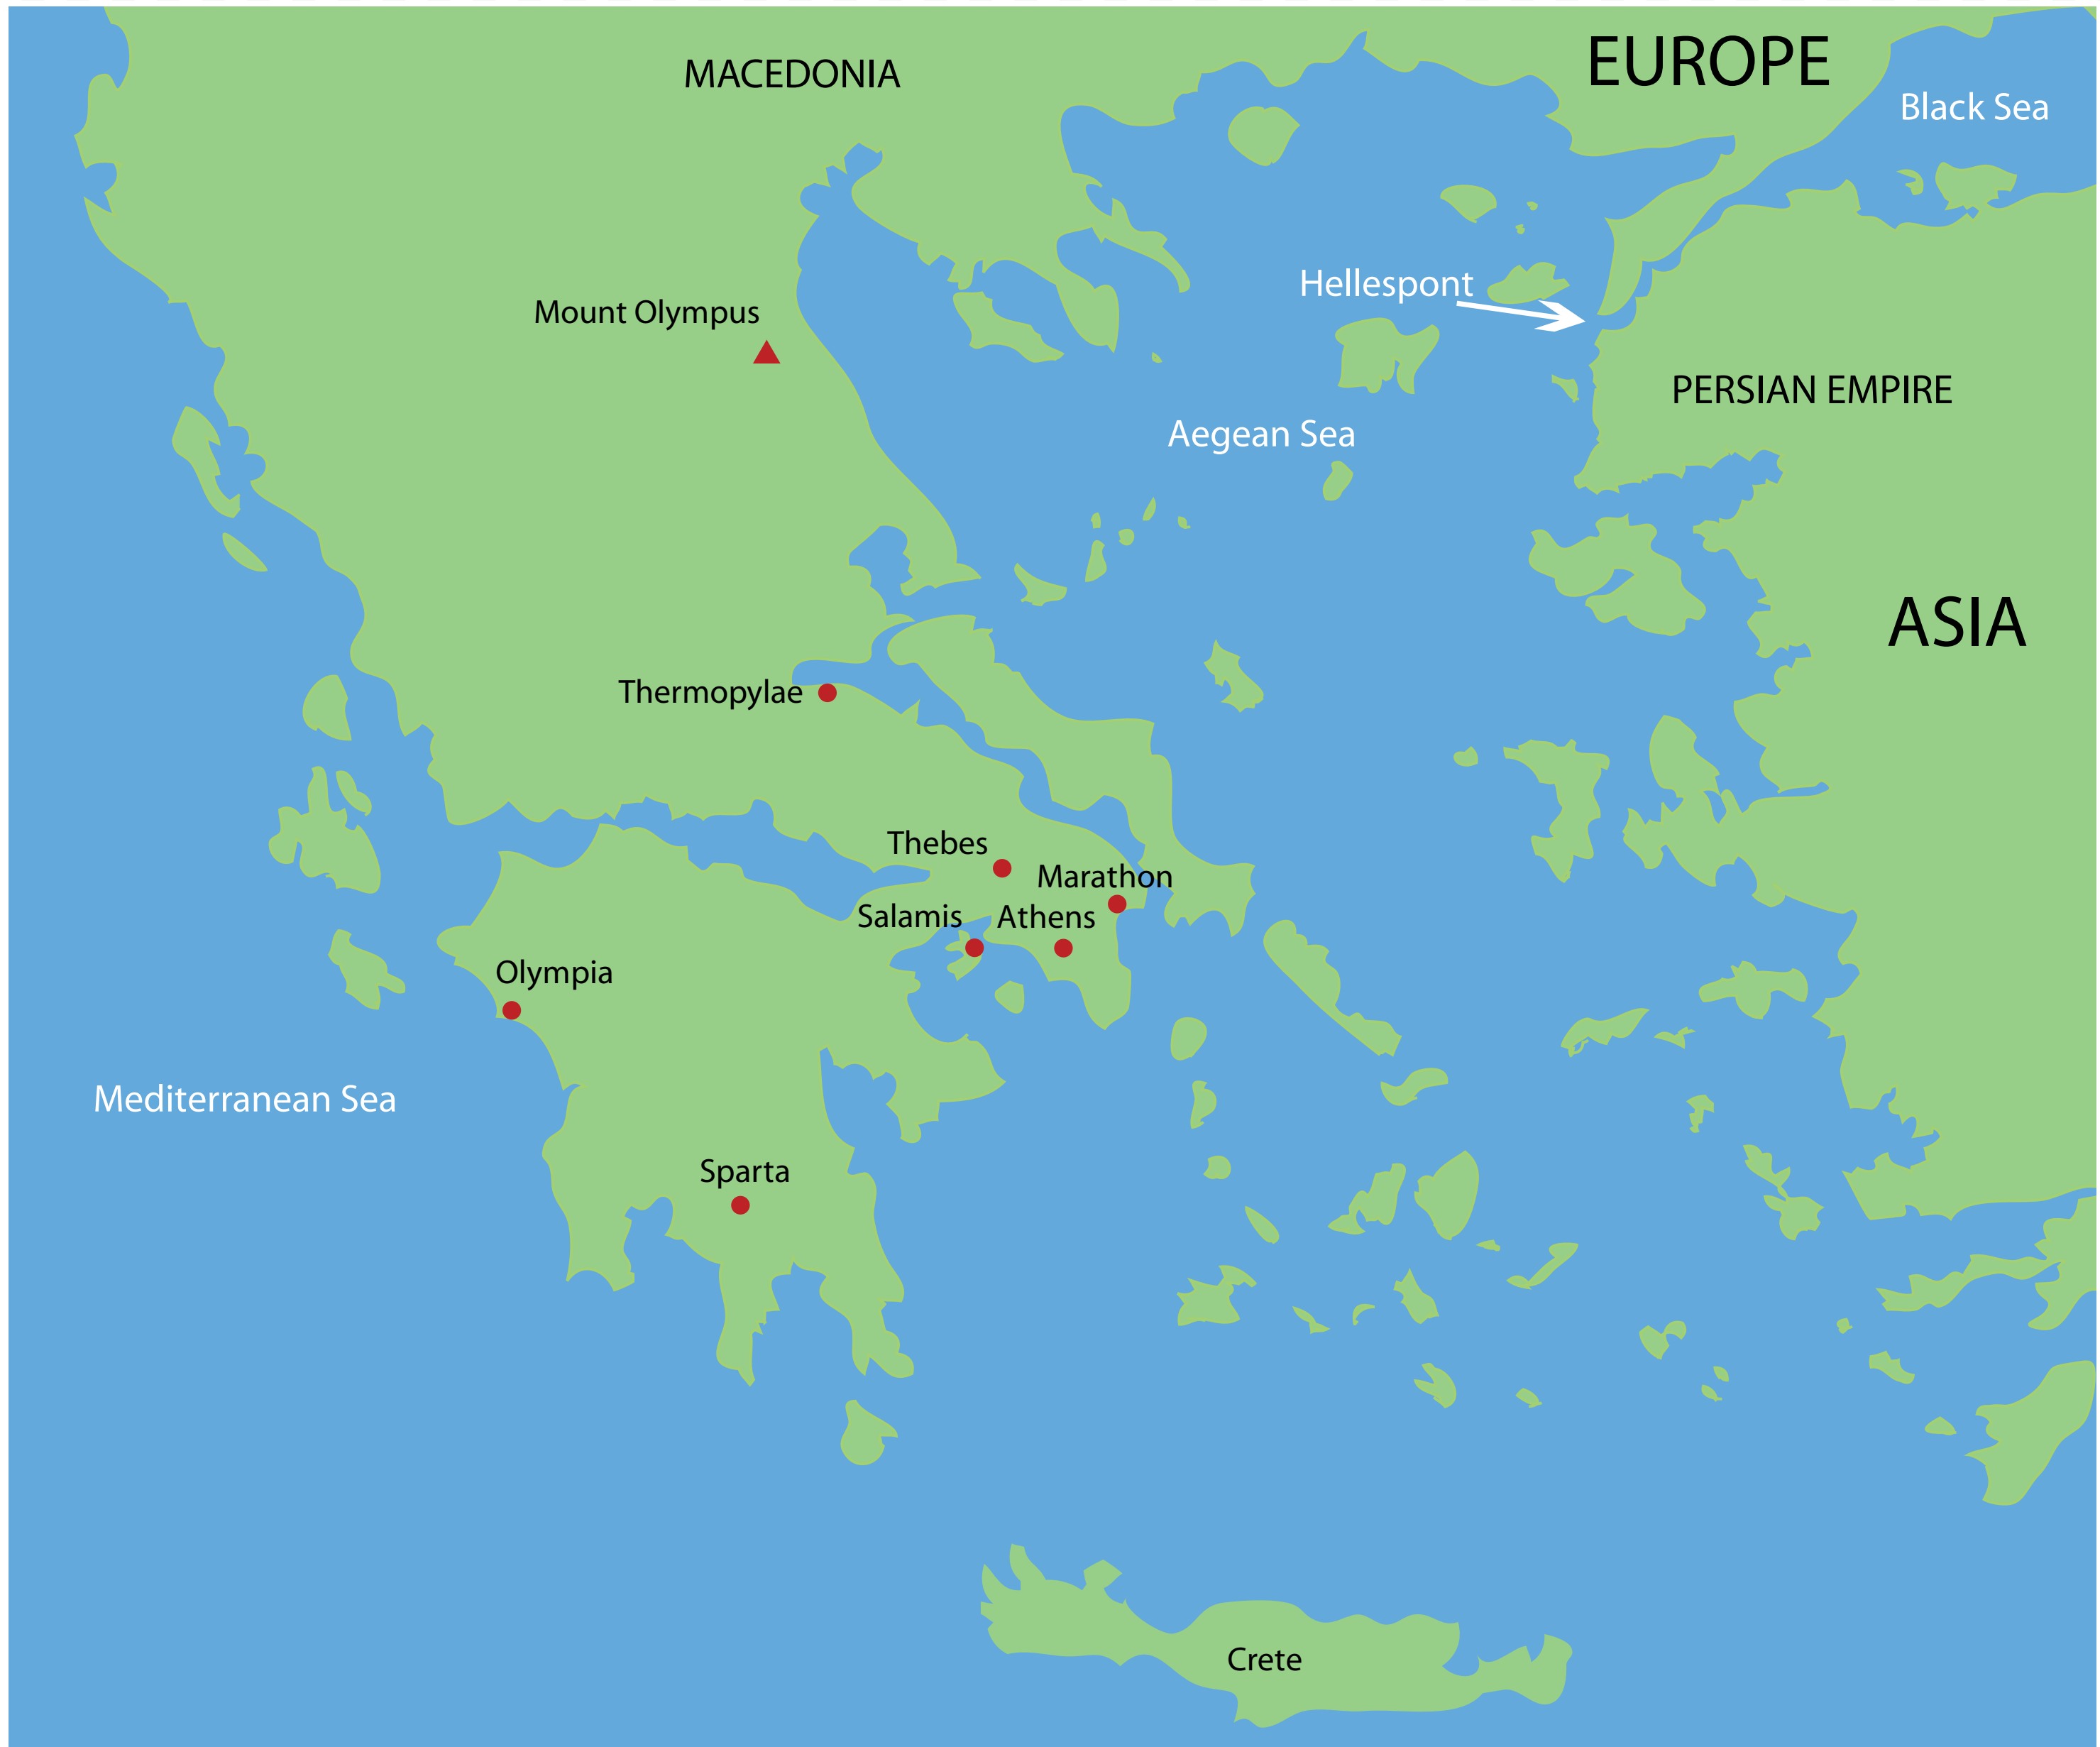 EUROPE
MACEDONIA
Black Sea
Hellespont
Mount Olympus
PERSIAN EMPIRE
Aegean Sea
ASIA
Thermopylae
Thebes
Marathon
Salamis
Athens
Olympia
Mediterranean Sea
Sparta
Crete